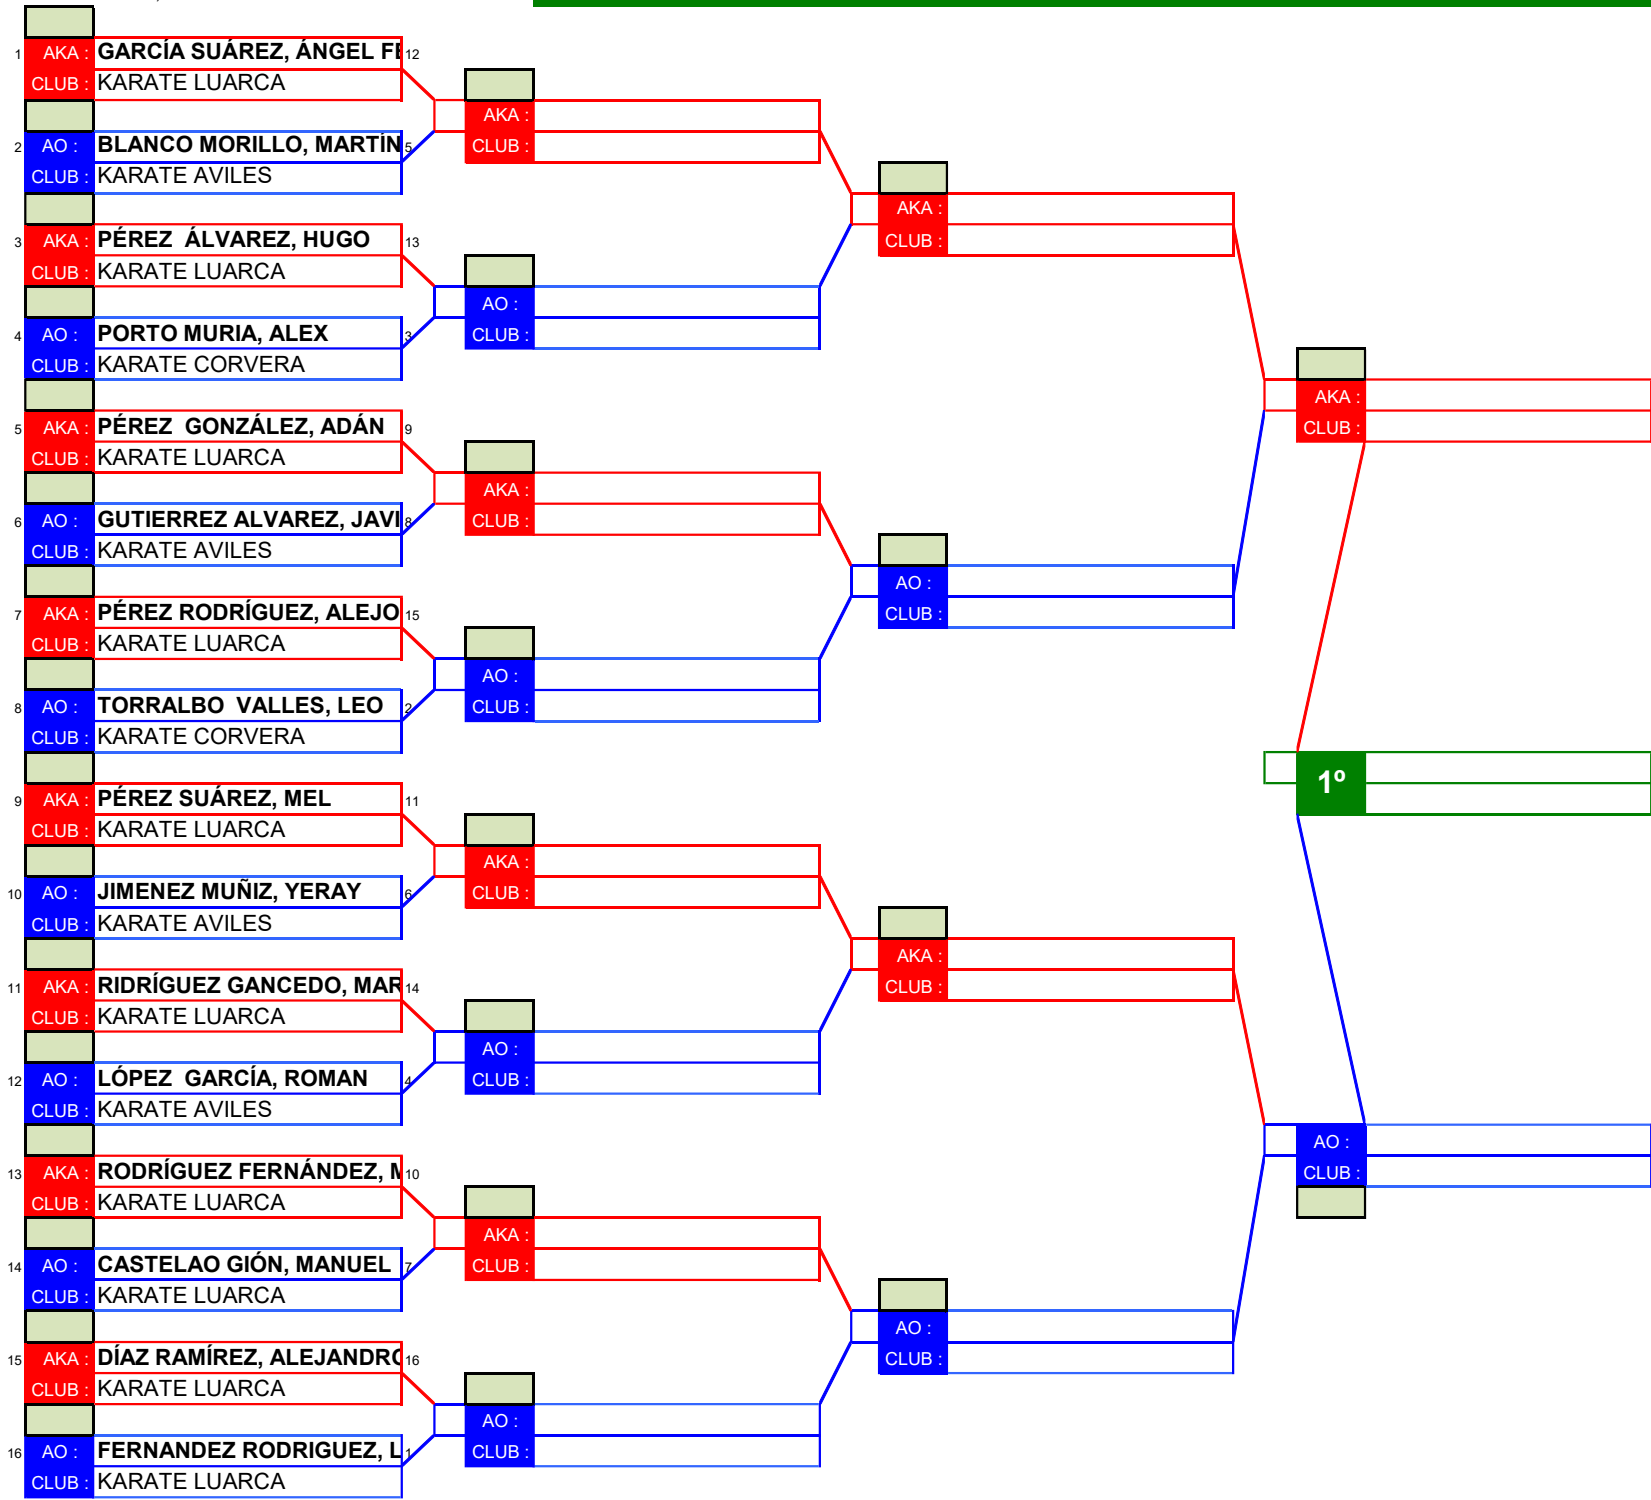 1 AKA : GARCÍA SUÁREZ, ÁNGEL FE 12
CLUB : KARATE LUARCA
2 AO : BLANCO MORILLO, MARTÍN 5
CLUB : KARATE AVILES
3 AKA : PÉREZ ÁLVAREZ, HUGO 13
CLUB : KARATE LUARCA
4 AO : PORTO MURIA, ALEX 3
CLUB : KARATE CORVERA
5 AKA : PÉREZ GONZÁLEZ, ADÁN 9
CLUB : KARATE LUARCA
6 AO : GUTIERREZ ALVAREZ, JAVI 8
CLUB : KARATE AVILES
7 AKA : PÉREZ RODRÍGUEZ, ALEJO 15
CLUB : KARATE LUARCA
8 AO : TORRALBO VALLES, LEO 2
CLUB : KARATE CORVERA
9 AKA : PÉREZ SUÁREZ, MEL 11
CLUB : KARATE LUARCA
10 AO : JIMENEZ MUÑIZ, YERAY 6
CLUB : KARATE AVILES
11 AKA : RIDRÍGUEZ GANCEDO, MAR 14
CLUB : KARATE LUARCA
12 AO : LÓPEZ GARCÍA, ROMAN 4
CLUB : KARATE AVILES
13 AKA : RODRÍGUEZ FERNÁNDEZ, M 10
CLUB : KARATE LUARCA
14 AO : CASTELAO GIÓN, MANUEL 7
CLUB : KARATE LUARCA
15 AKA : DÍAZ RAMÍREZ, ALEJANDRO 16
CLUB : KARATE LUARCA
16 AO : FERNANDEZ RODRIGUEZ, L 1
CLUB : KARATE LUARCA
AKA :
CLUB :
AO :
CLUB :
AKA :
CLUB :
AO :
CLUB :
AKA :
CLUB :
AO :
CLUB :
AKA :
CLUB :
AO :
CLUB :
AKA :
CLUB :
AO :
CLUB :
AKA :
CLUB :
AO :
CLUB :
AKA :
CLUB :
1º
AO :
CLUB :